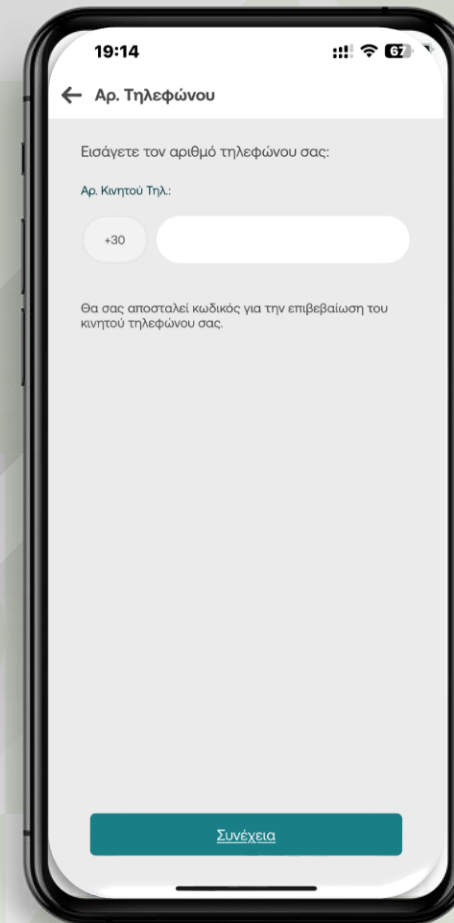 19:14
67
Αρ. Τηλεφώνου
Εισάγετε τον αριθμό τηλεφώνου σας:
Αρ. Κινητού Τηλ.:
+30
Θα σας αποσταλεί κωδικός για την επιβεβαίωση του
κινητού τηλεφώνου σας.
Συνέχεια